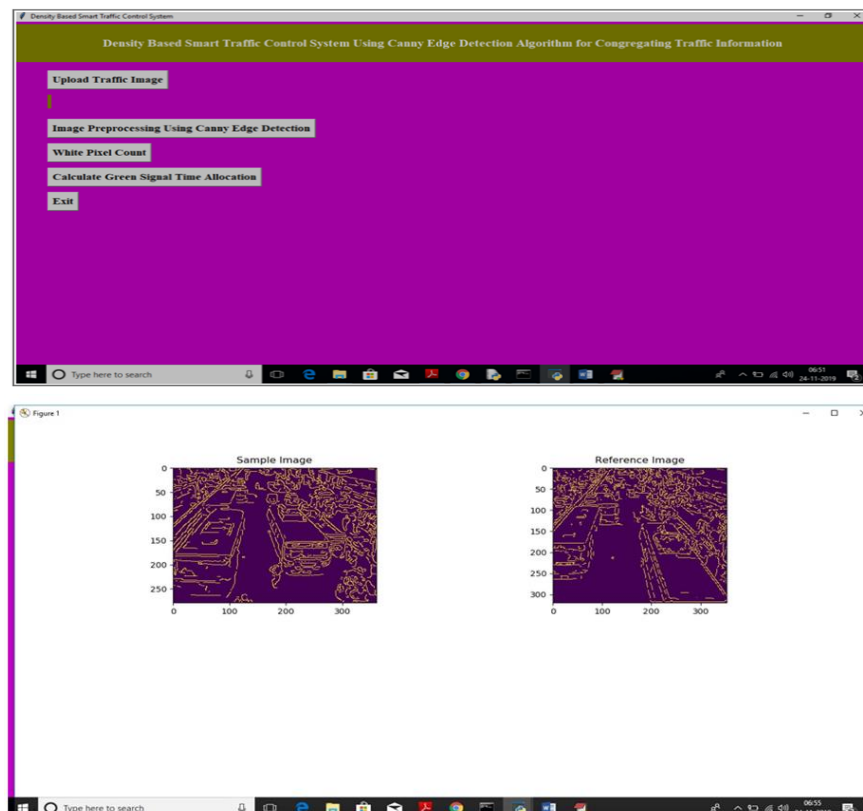 Density Based Smart Traffic Control System
Density Based Smart Traffic Control System Using Canny Edge Detection Algorithm for Congregating Traffic Information
Upload Traffic Image
Image Preprocessing Using Canny Edge Detection
White Pixel Count
Calculate Green Signal Time Allocation
Exit
Type here to search
06:51
24-11-2019
Figure 1
Sample Image
Reference Image
0
50
100
150
200
250
0
100
200
300
0
50
100
150
200
250
300
0
100
200
300
Type here to search
06:55